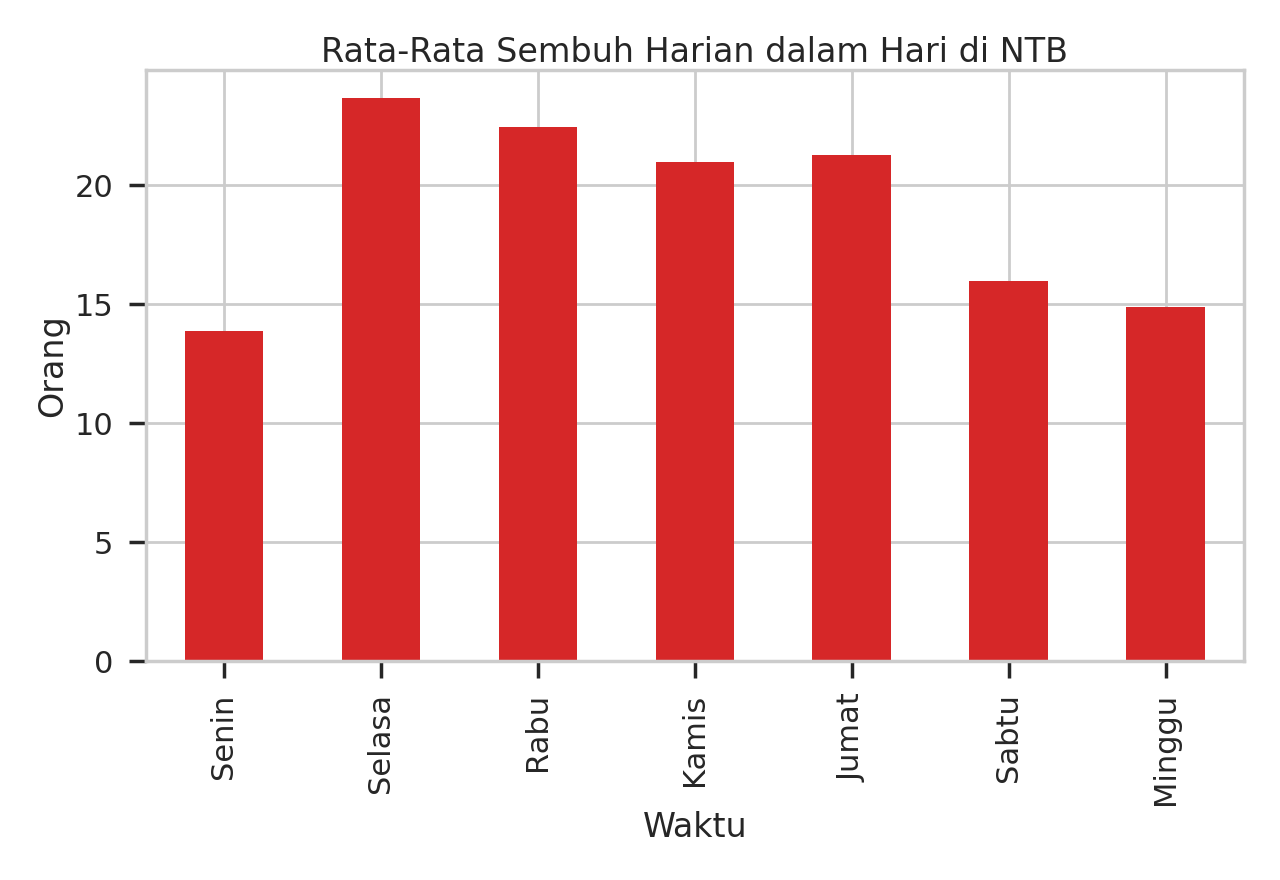 Rata-Rata Sembuh Harian dalam Hari di NTB
Orang
20
15
10
5
0
Senin
Selasa
Rabu
Kamis
Jumat
Sabtu
Minggu
Waktu